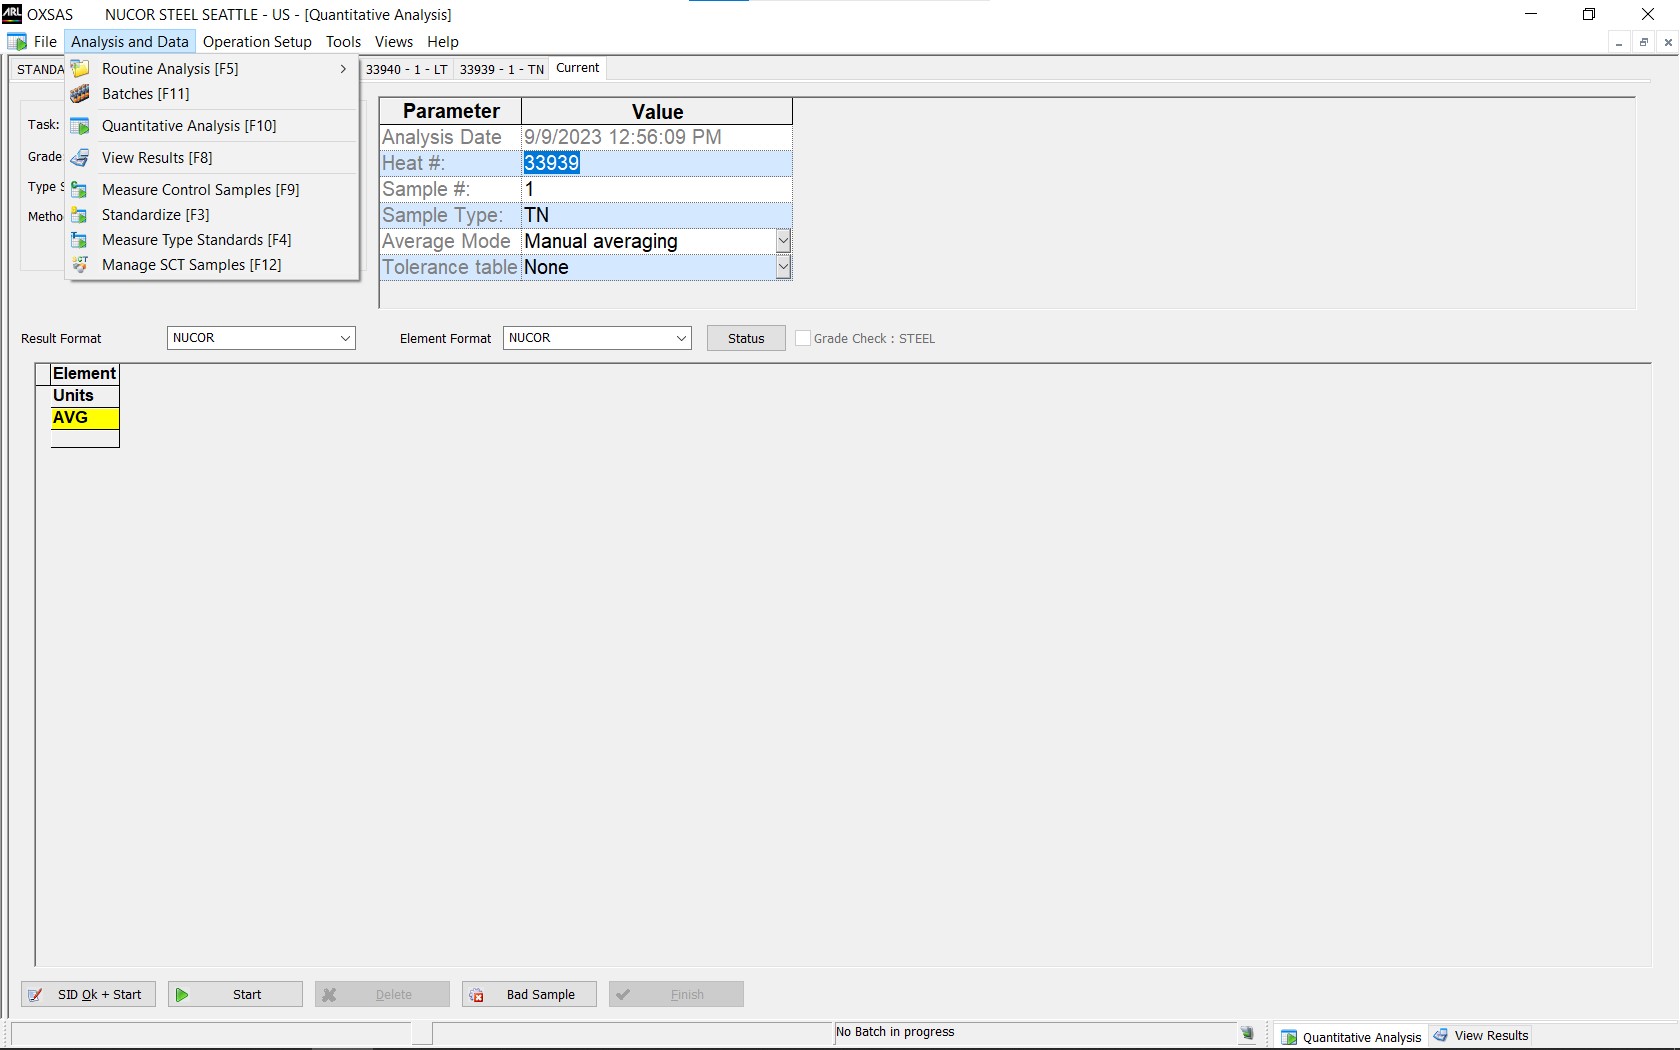 ARL OXSAS NUCOR STEEL SEATTLE - US - [Quantitative Analysis]
File Analysis and Data Operation Setup Tools Views Help
STANDA 33940 - 1 - LT 33939 - 1 - TN Current
Routine Analysis [F5]
Batches [F11]
Quantitative Analysis [F10]
View Results [F8]
Measure Control Samples [F9]
Standardize [F3]
Measure Type Standards [F4]
Manage SCT Samples [F12]
Task:
Grade
Type S
Metho
Parameter Value
Analysis Date 9/9/2023 12:56:09 PM
Heat #: 33939
Sample #: 1
Sample Type: TN
Average Mode Manual averaging
Tolerance table None
Result Format NUCOR Element Format NUCOR Status Grade Check : STEEL
Element
Units
AVG
SID Ok + Start Start Delete Bad Sample Finish
No Batch in progress Quantitative Analysis View Results